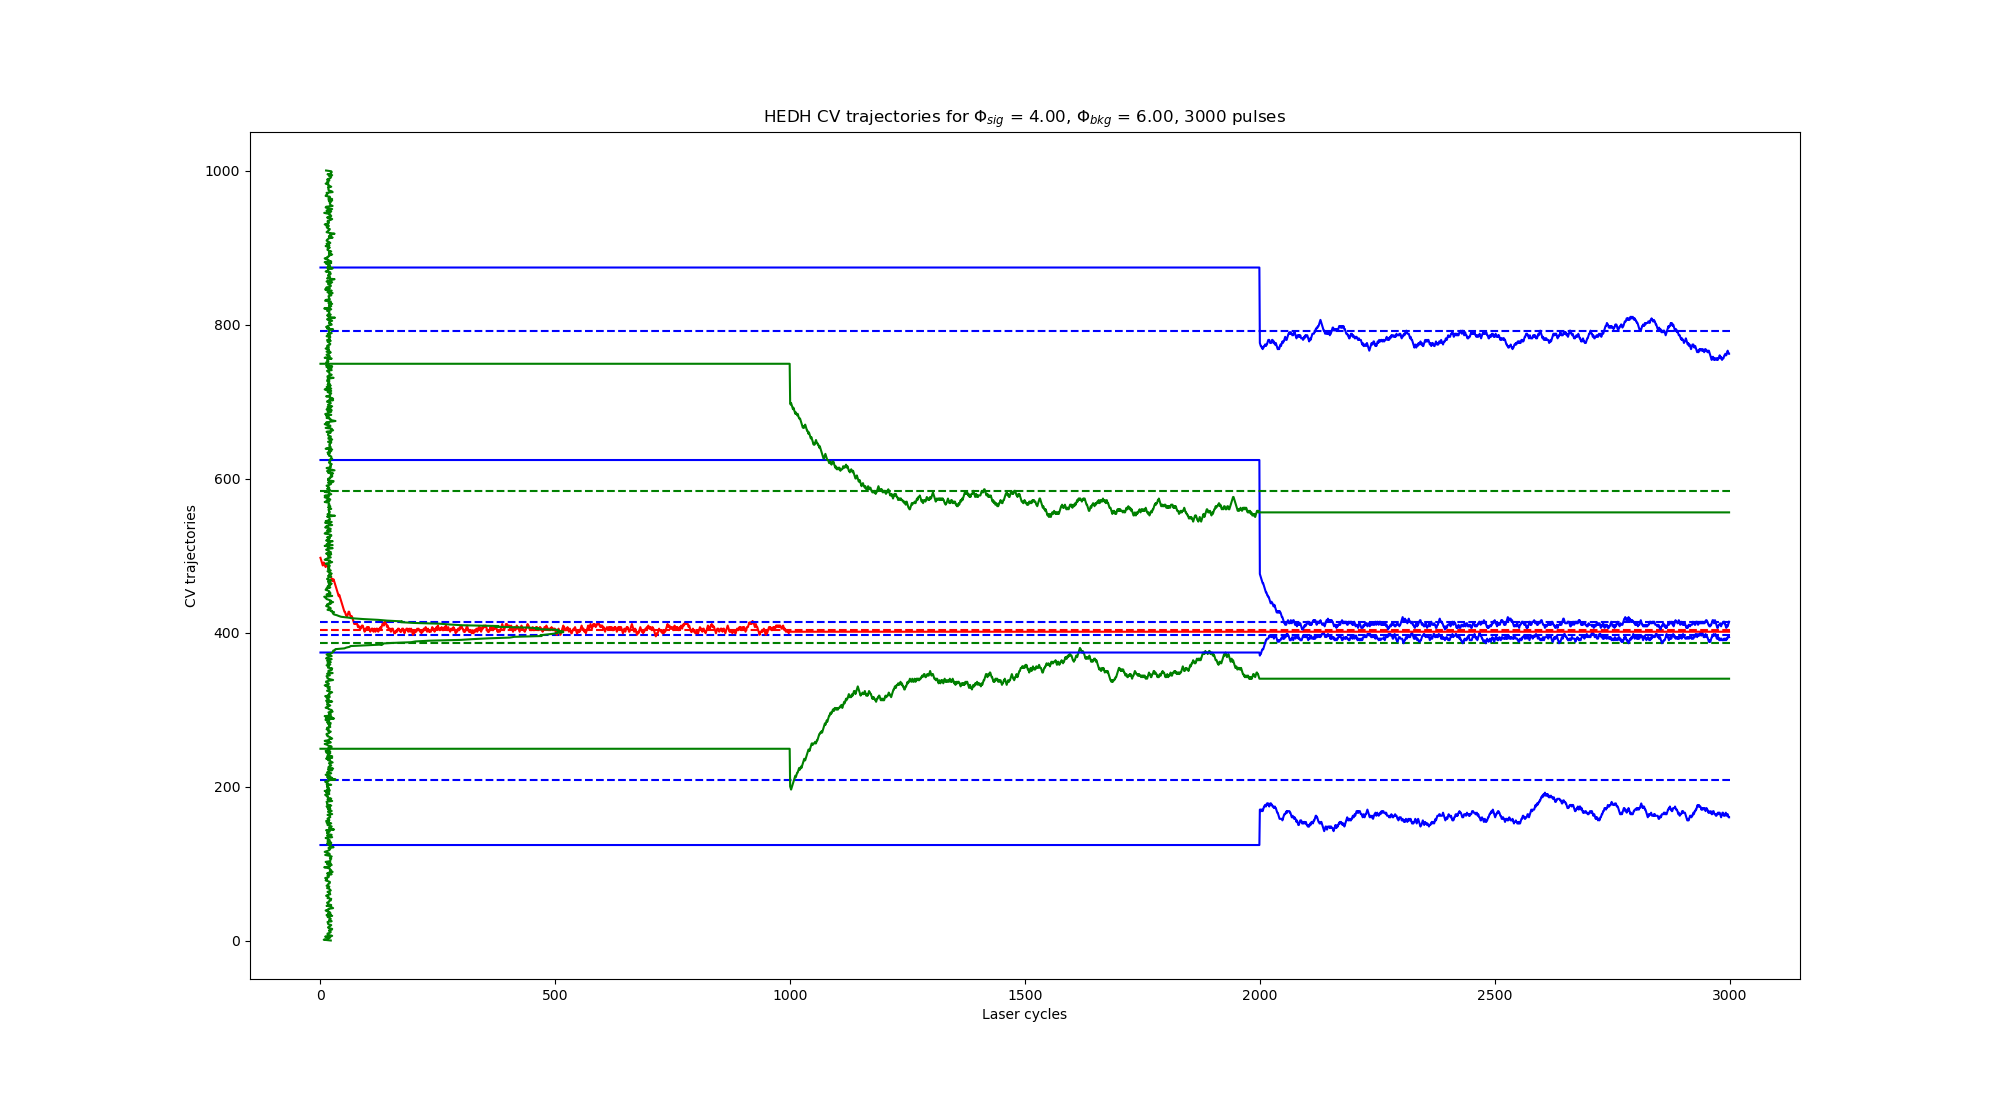 HEDH CV trajectories for Φsig = 4.00, Φbkg = 6.00, 3000 pulses
1000
800
600
400
200
0
CV trajectories
0 500 1000 1500 2000 2500 3000
Laser cycles